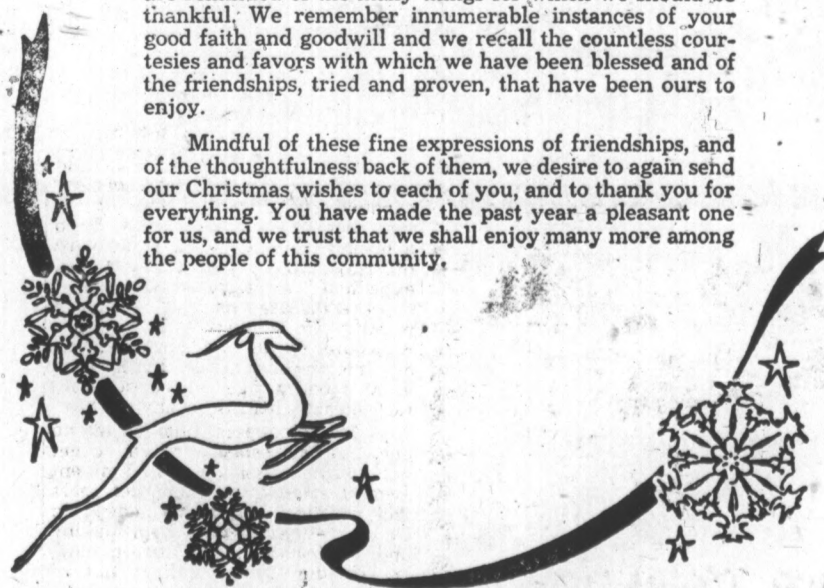 thankful. We remember innumerable instances of your
good faith and goodwill and we recall the countless cour-
tesies and favors with which we have been blessed and of
the friendships, tried and proven, that have been ours to
enjoy.
Mindful of these fine expressions of friendships, and
of the thoughtfulness back of them, we desire to again send
our Christmas wishes to each of you, and to thank you for
everything. You have made the past year a pleasant one
for us, and we trust that we shall enjoy many more among
the people of this community.